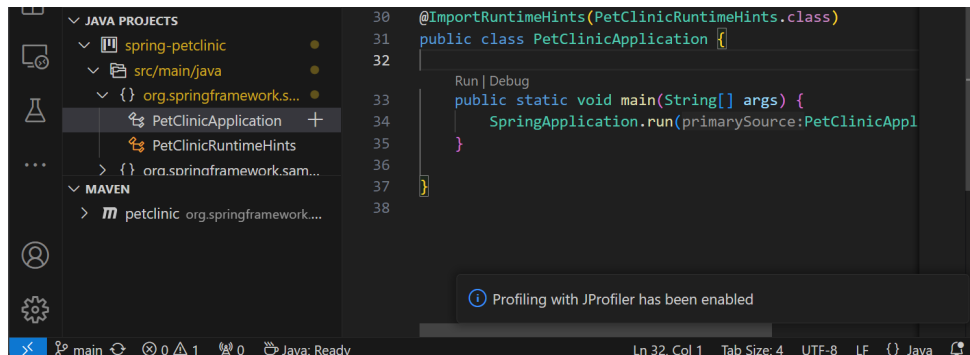 JAVA PROJECTS
spring-petclinic
src/main/java
{} org.springframework.s...
PetClinicApplication
PetClinicRuntimeHints
{} org.springframework.sam...
MAVEN
petclinic org.springframework....
30 @ImportRuntimeHints(PetClinicRuntimeHints.class)
31 public class PetClinicApplication {
32
Run | Debug
33 public static void main(String[] args) {
34 SpringApplication.run(primarySource:PetClinicAppl
35 }
36
37 }
38
Profiling with JProfiler has been enabled
main 0 1 0 Java: Ready Ln 32, Col 1 Tab Size: 4 UTF-8 LF {} Java